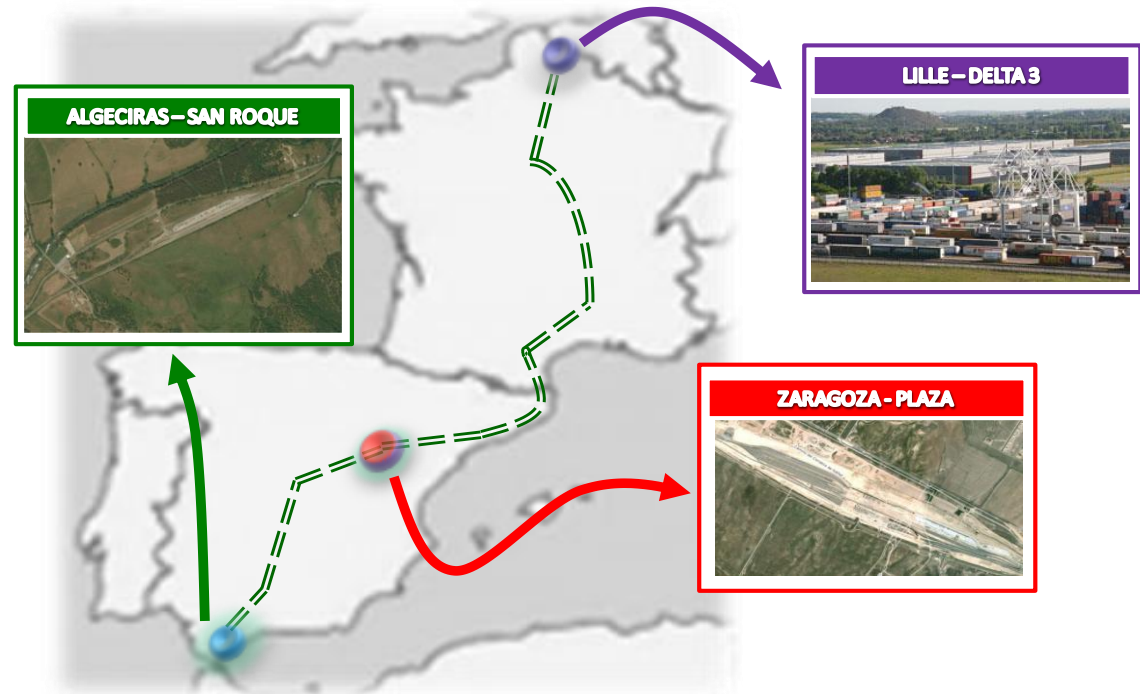 LILLE – DELTA 3
ALGECIRAS – SAN ROQUE
ZARAGOZA - PLAZA